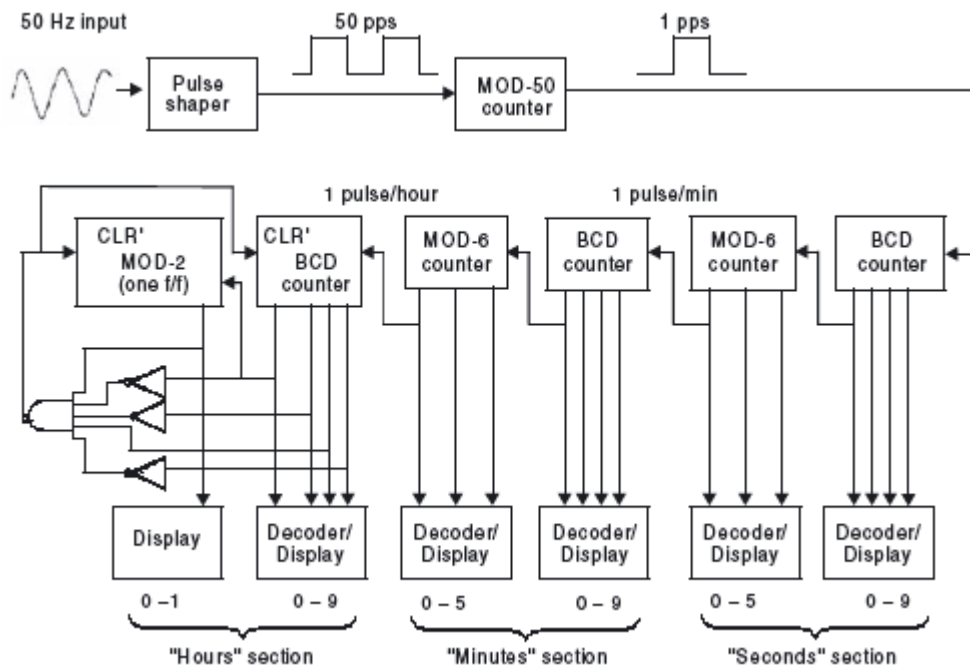 50 Hz input
50 pps
1 pps
Pulse
shaper
MOD-50
counter
1 pulse/hour
1 pulse/min
CLR'
MOD-2
(one f/f)
CLR'
BCD
counter
MOD-6
counter
BCD
counter
MOD-6
counter
BCD
counter
Display
Decoder/
Display
Decoder/
Display
Decoder/
Display
Decoder/
Display
Decoder/
Display
0 – 1
0 – 9
0 – 5
0 – 9
0 – 5
0 – 9
"Hours" section
"Minutes" section
"Seconds" section